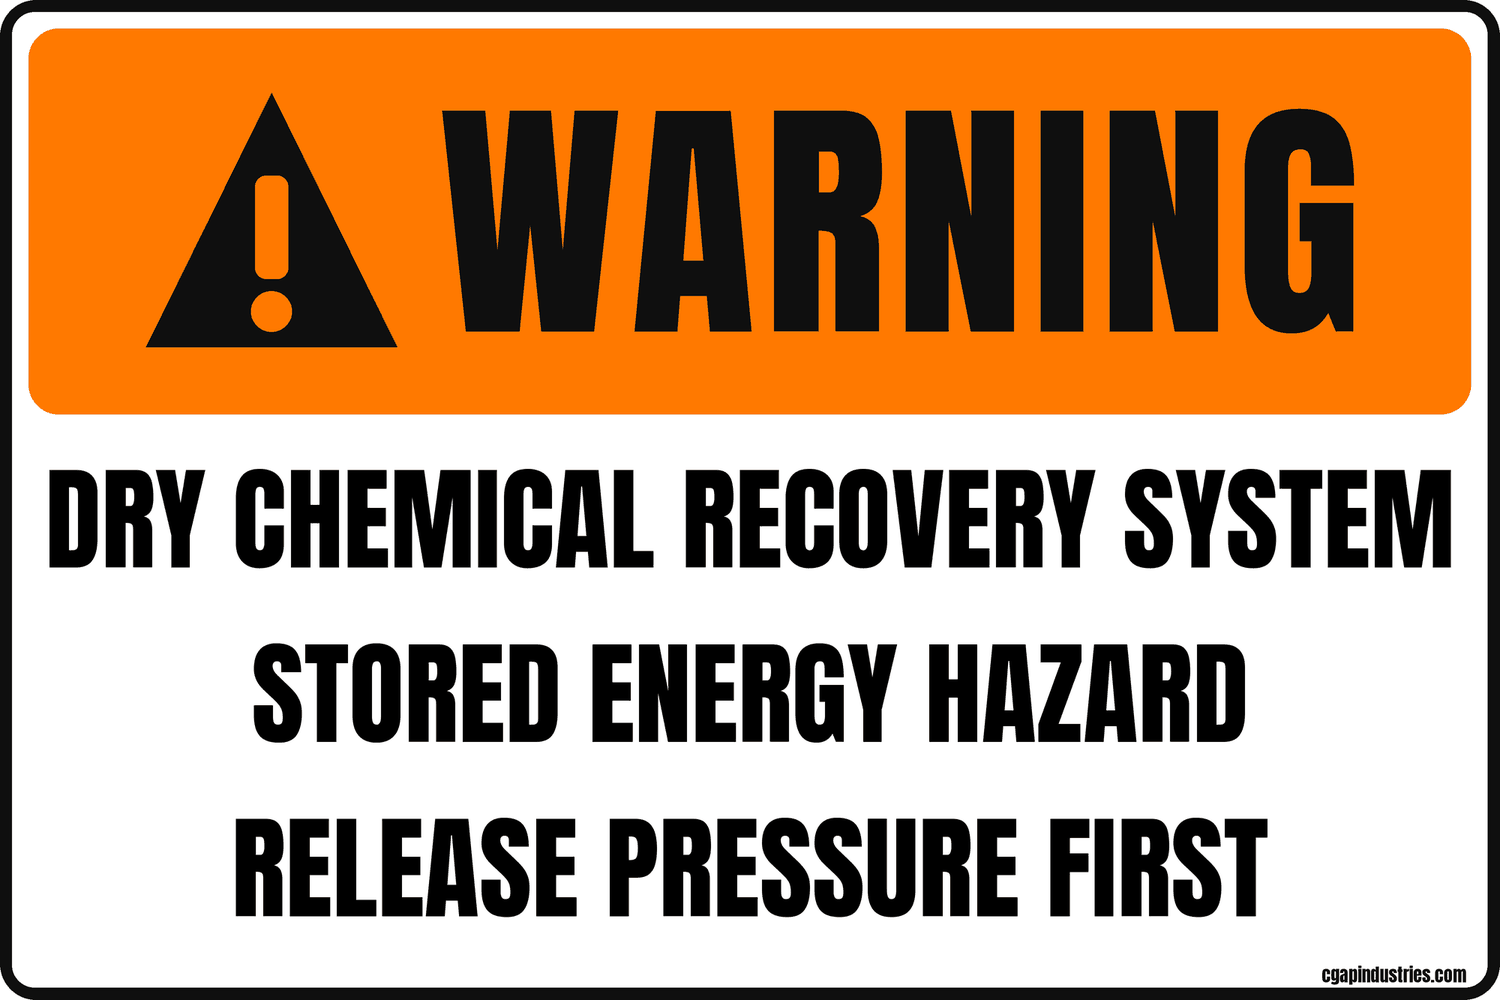 WARNING
DRY CHEMICAL RECOVERY SYSTEM
STORED ENERGY HAZARD
RELEASE PRESSURE FIRST
cgapindustries.com